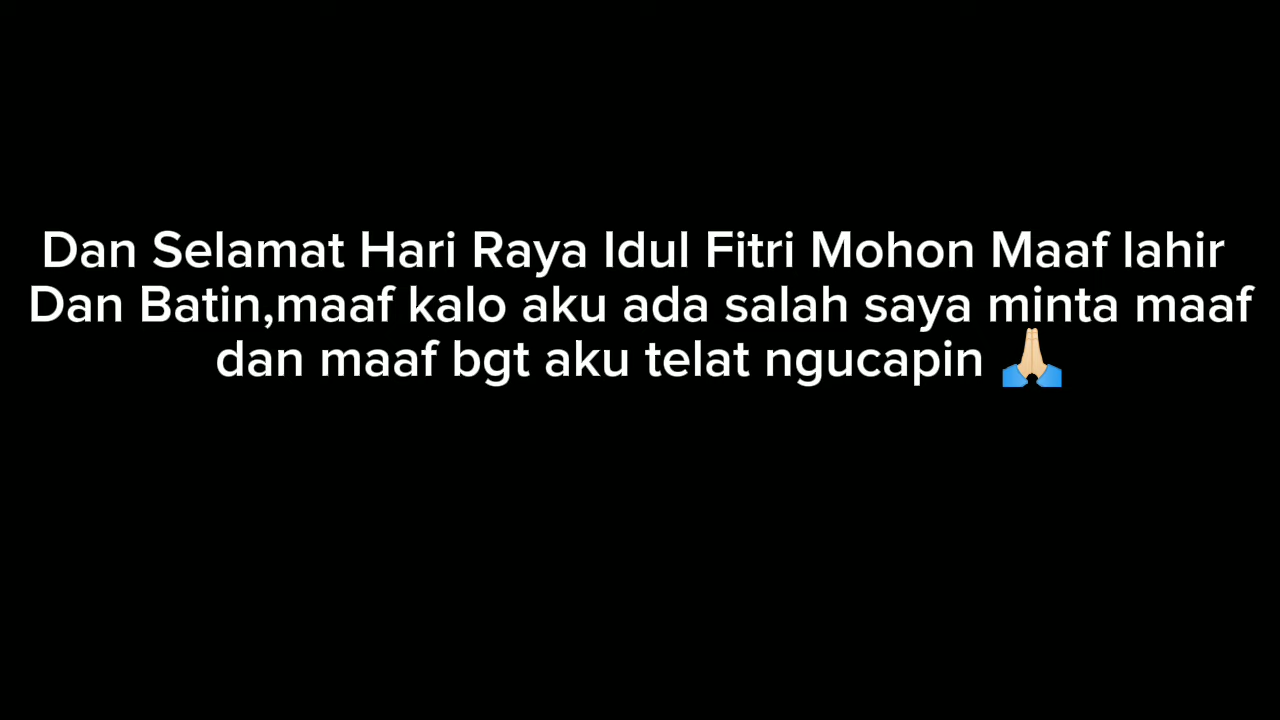 Dan Selamat Hari Raya Idul Fitri Mohon Maaf lahir
Dan Batin,maaf kalo aku ada salah saya minta maaf
dan maaf bgt aku telat ngucapin 🙏🏻